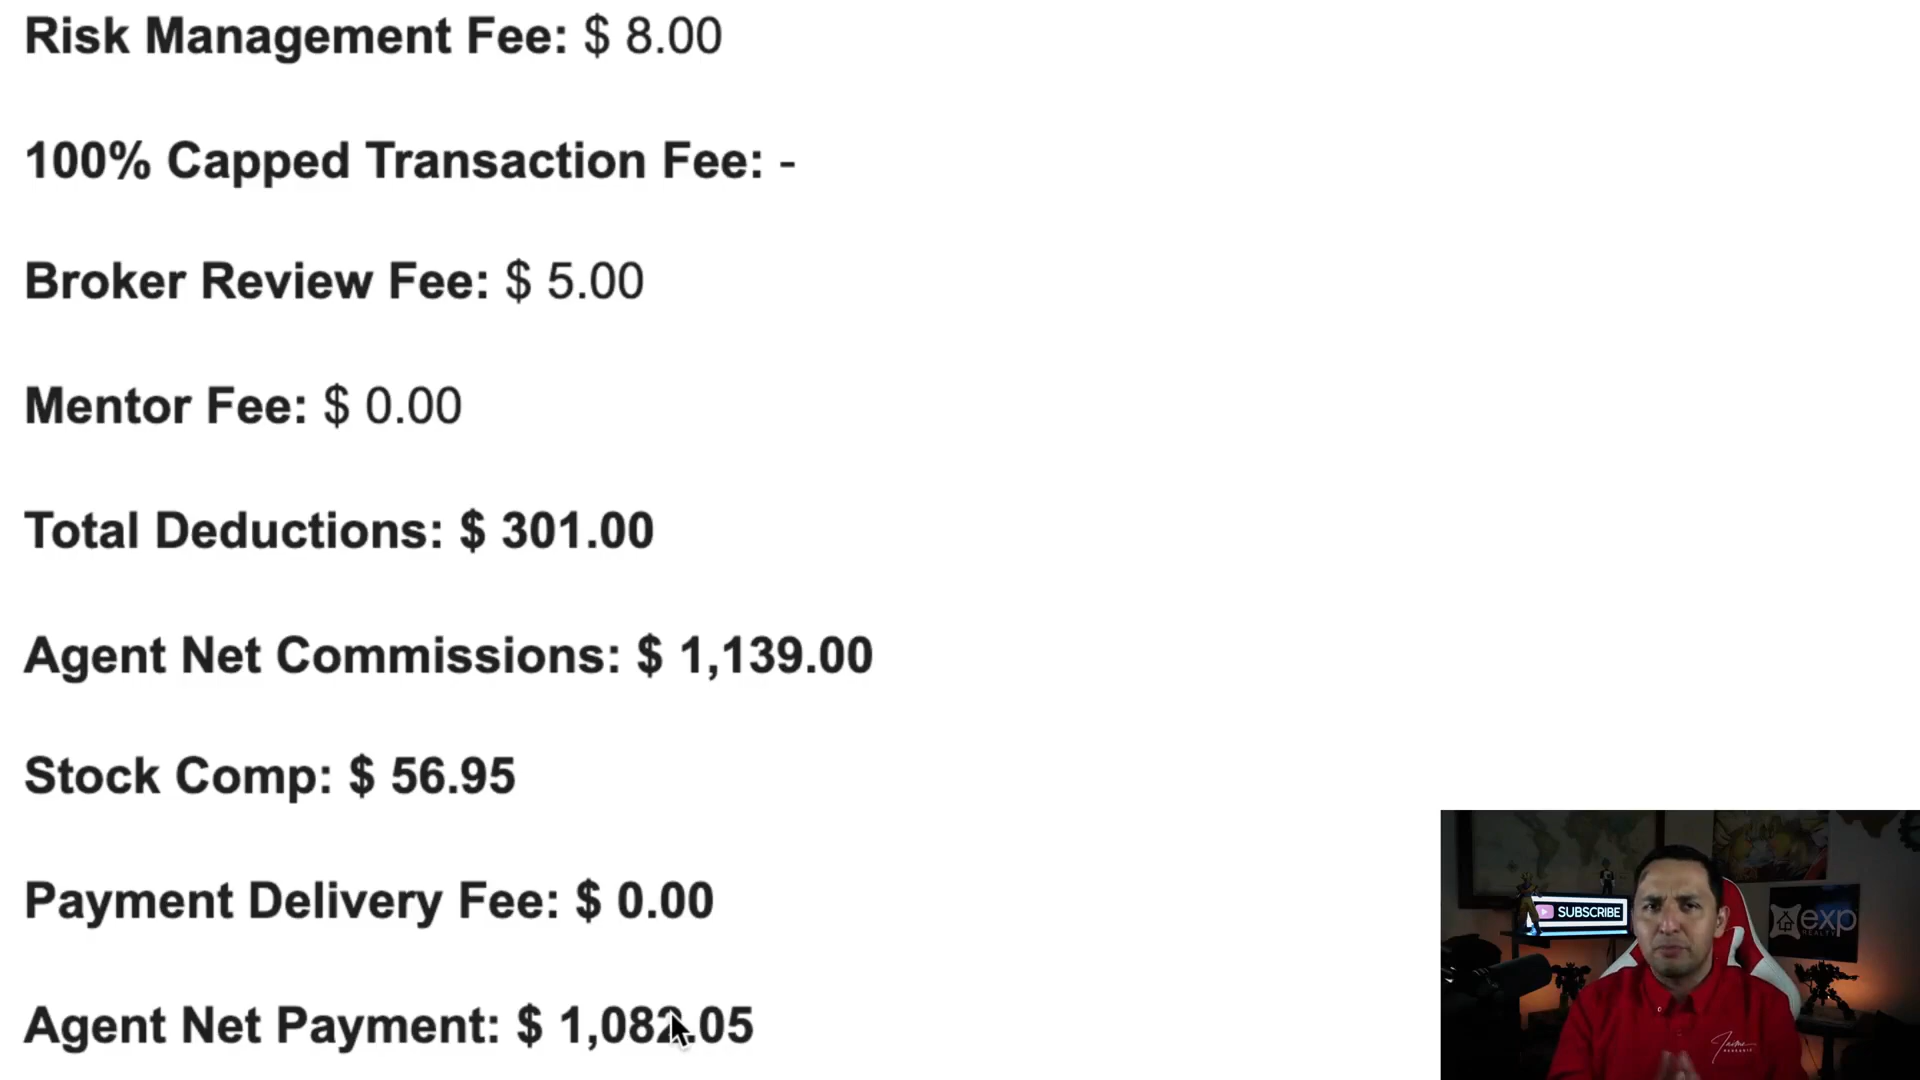 Risk Management Fee: $ 8.00
100% Capped Transaction Fee: -
Broker Review Fee: $ 5.00
Mentor Fee: $ 0.00
Total Deductions: $ 301.00
Agent Net Commissions: $ 1,139.00
Stock Comp: $ 56.95
Payment Delivery Fee: $ 0.00
Agent Net Payment: $ 1,082.05
SUBSCRIBE
exp
REALTY